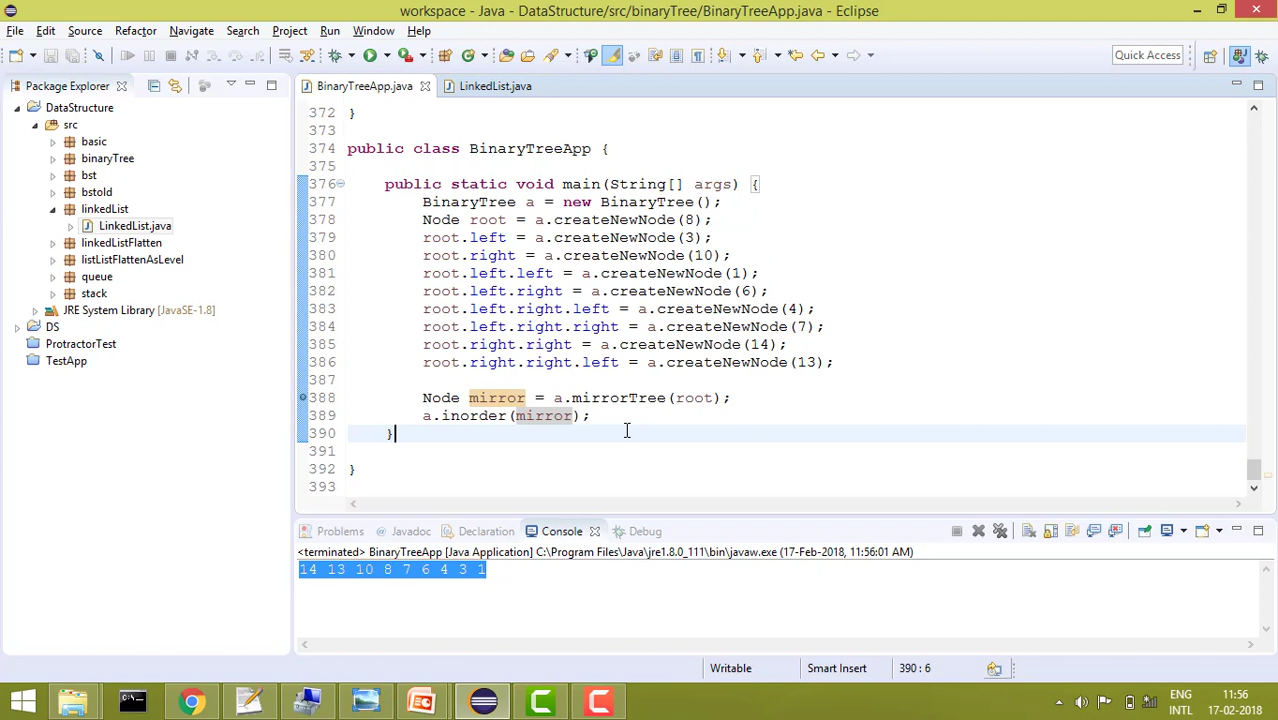 workspace - Java - DataStructure/src/binaryTree/BinaryTreeApp.java - Eclipse
File Edit Source Refactor Navigate Search Project Run Window Help
Quick Access
Package Explorer
DataStructure
src
basic
binaryTree
bst
bstold
linkedList
LinkedList.java
linkedListFlatten
listListFlattenAsLevel
queue
stack
JRE System Library [JavaSE-1.8]
DS
ProtractorTest
TestApp
BinaryTreeApp.java LinkedList.java
372 }
373
374 public class BinaryTreeApp {
375
376 public static void main(String[] args) {
377 BinaryTree a = new BinaryTree();
378 Node root = a.createNewNode(8);
379 root.left = a.createNewNode(3);
380 root.right = a.createNewNode(10);
381 root.left.left = a.createNewNode(1);
382 root.left.right = a.createNewNode(6);
383 root.left.right.left = a.createNewNode(4);
384 root.left.right.right = a.createNewNode(7);
385 root.right.right = a.createNewNode(14);
386 root.right.right.left = a.createNewNode(13);
387
388 Node mirror = a.mirrorTree(root);
389 a.inorder(mirror);
390 }
391
392 }
393
Problems Javadoc Declaration Console Debug
<terminated> BinaryTreeApp [Java Application] C:\Program Files\Java\jre1.8.0_111\bin\javaw.exe (17-Feb-2018, 11:56:01 AM)
14 13 10 8 7 6 4 3 1
Writable Smart Insert 390 : 6
ENG
INTL
11:56
17-02-2018